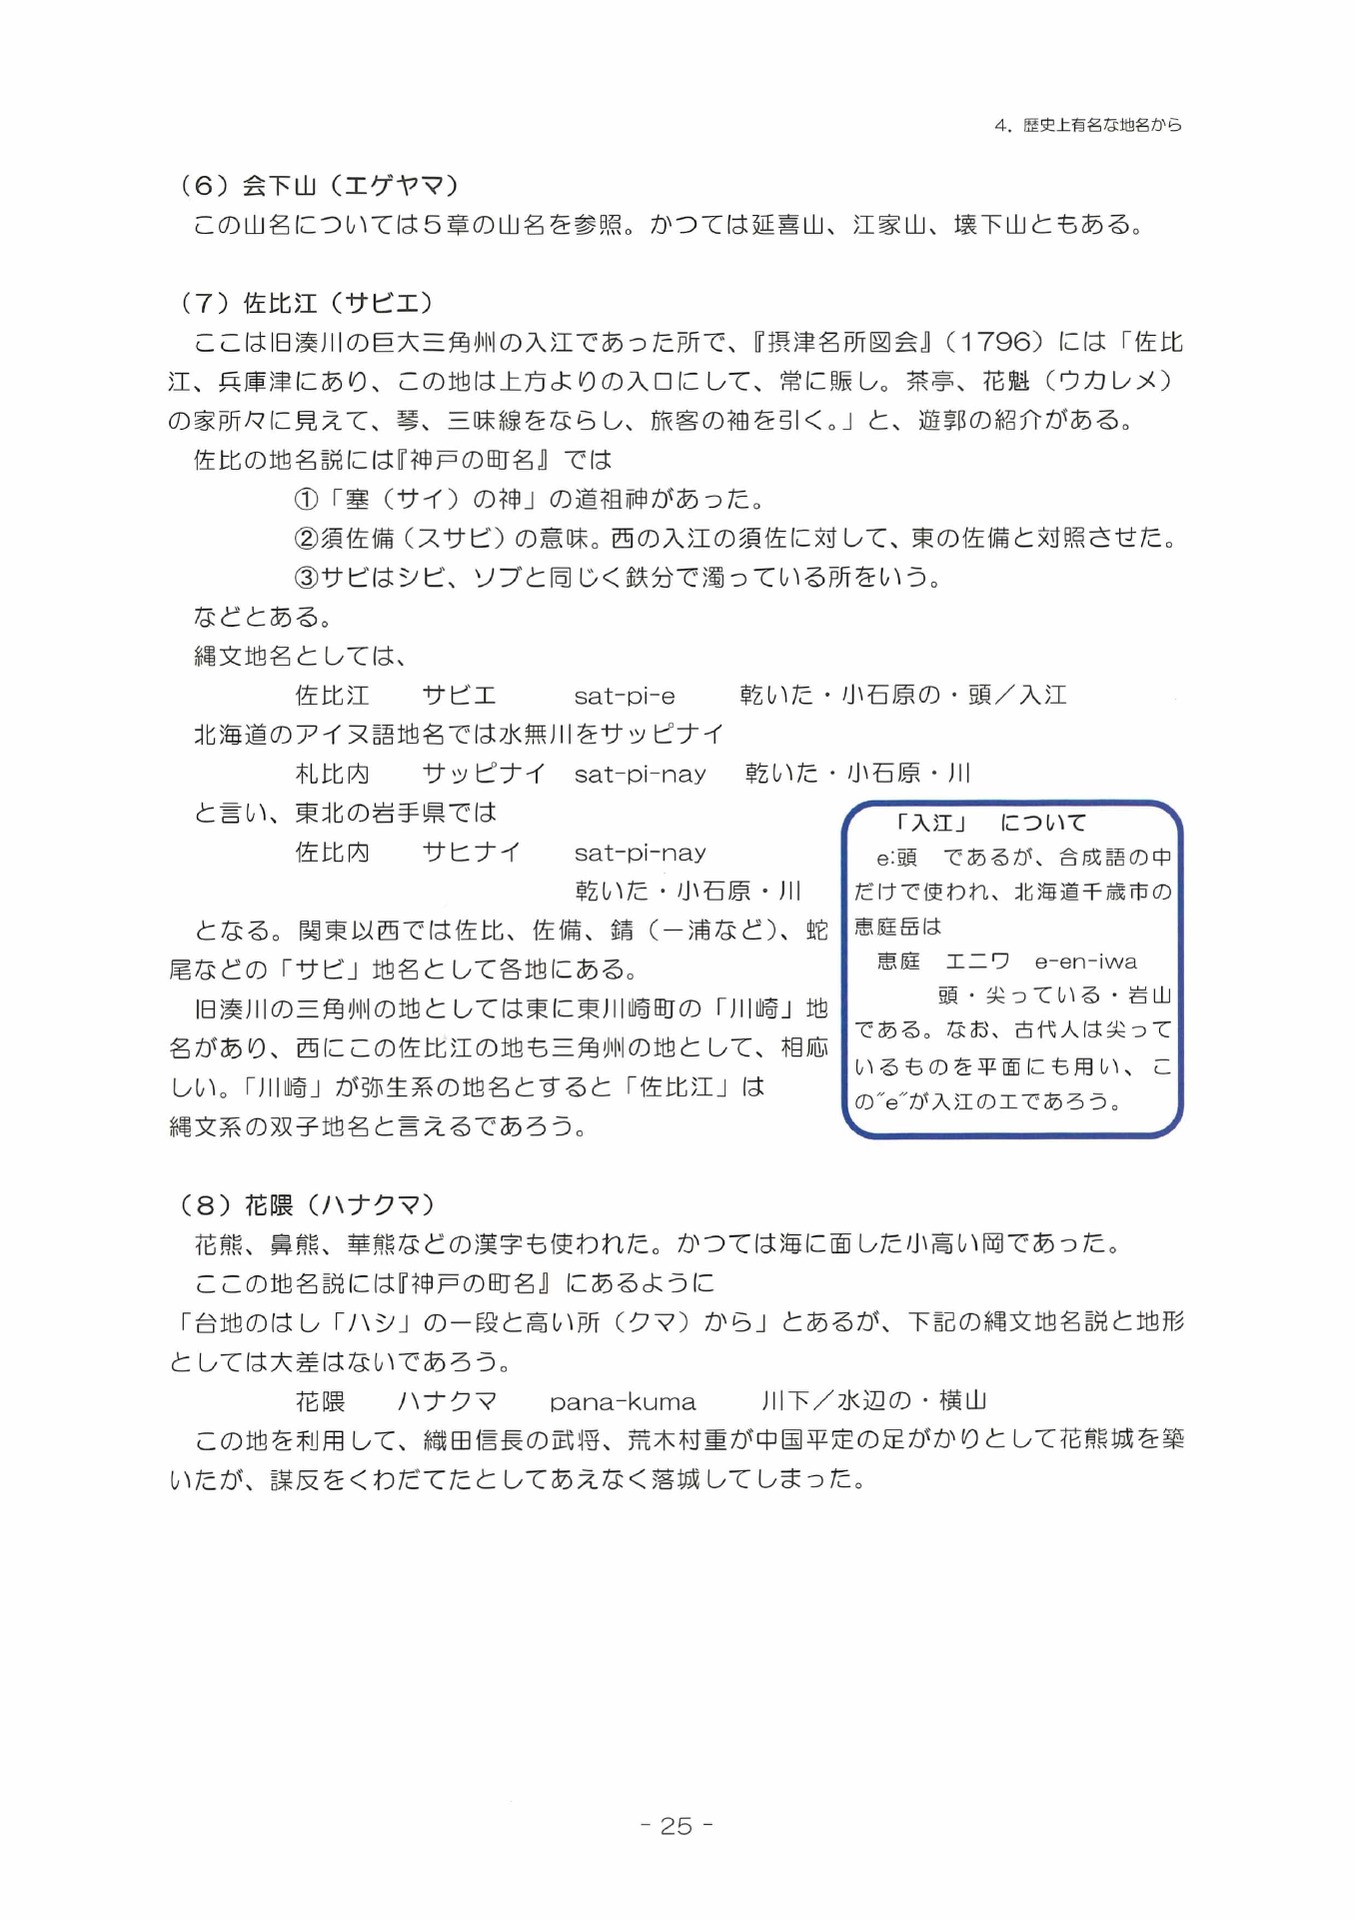 4．歴史上有名な地名から
（6）会下山（エゲヤマ）
この山名については５章の山名を参照。かつては延喜山、江家山、壊下山ともある。
（7）佐比江（サビエ）
ここは旧湊川の巨大三角州の入江であった所で、『摂津名所図会』（1796）には「佐比
江、兵庫津にあり、この地は上方よりの入口にして、常に賑し。茶亭、花魁（ウカレメ）
の家所々に見えて、琴、三味線をならし、旅客の袖を引く。」と、遊郭の紹介がある。
佐比の地名説には『神戸の町名』では
①「塞（サイ）の神」の道祖神があった。
②須佐備（スサビ）の意味。西の入江の須佐に対して、東の佐備と対照させた。
③サビはシビ、ソブと同じく鉄分で濁っている所をいう。
などとある。
縄文地名としては、
佐比江　サビエ　sat-pi-e　乾いた・小石原の・頭／入江
北海道のアイヌ語地名では水無川をサッピナイ
札比内　サッピナイ　sat-pi-nay　乾いた・小石原・川
と言い、東北の岩手県では
佐比内　サヒナイ　sat-pi-nay
乾いた・小石原・川
となる。関東以西では佐比、佐備、錆（ー浦など）、蛇
尾などの「サビ」地名として各地にある。
旧湊川の三角州の地としては東に東川崎町の「川崎」地
名があり、西にこの佐比江の地も三角州の地として、相応
しい。「川崎」が弥生系の地名とすると「佐比江」は
縄文系の双子地名と言えるであろう。
「入江」　について
e:頭　であるが、合成語の中
だけで使われ、北海道千歳市の
恵庭岳は
恵庭　エニワ　e-en-iwa
頭・尖っている・岩山
である。なお、古代人は尖って
いるものを平面にも用い、こ
の"e"が入江のエであろう。
（8）花隈（ハナクマ）
花熊、鼻熊、華熊などの漢字も使われた。かつては海に面した小高い岡であった。
ここの地名説には『神戸の町名』にあるように
「台地のはし「ハシ」の一段と高い所（クマ）から」とあるが、下記の縄文地名説と地形
としては大差はないであろう。
花隈　ハナクマ　pana-kuma　川下／水辺の・横山
この地を利用して、織田信長の武将、荒木村重が中国平定の足がかりとして花熊城を築
いたが、謀反をくわだてたとしてあえなく落城してしまった。
- 25 -